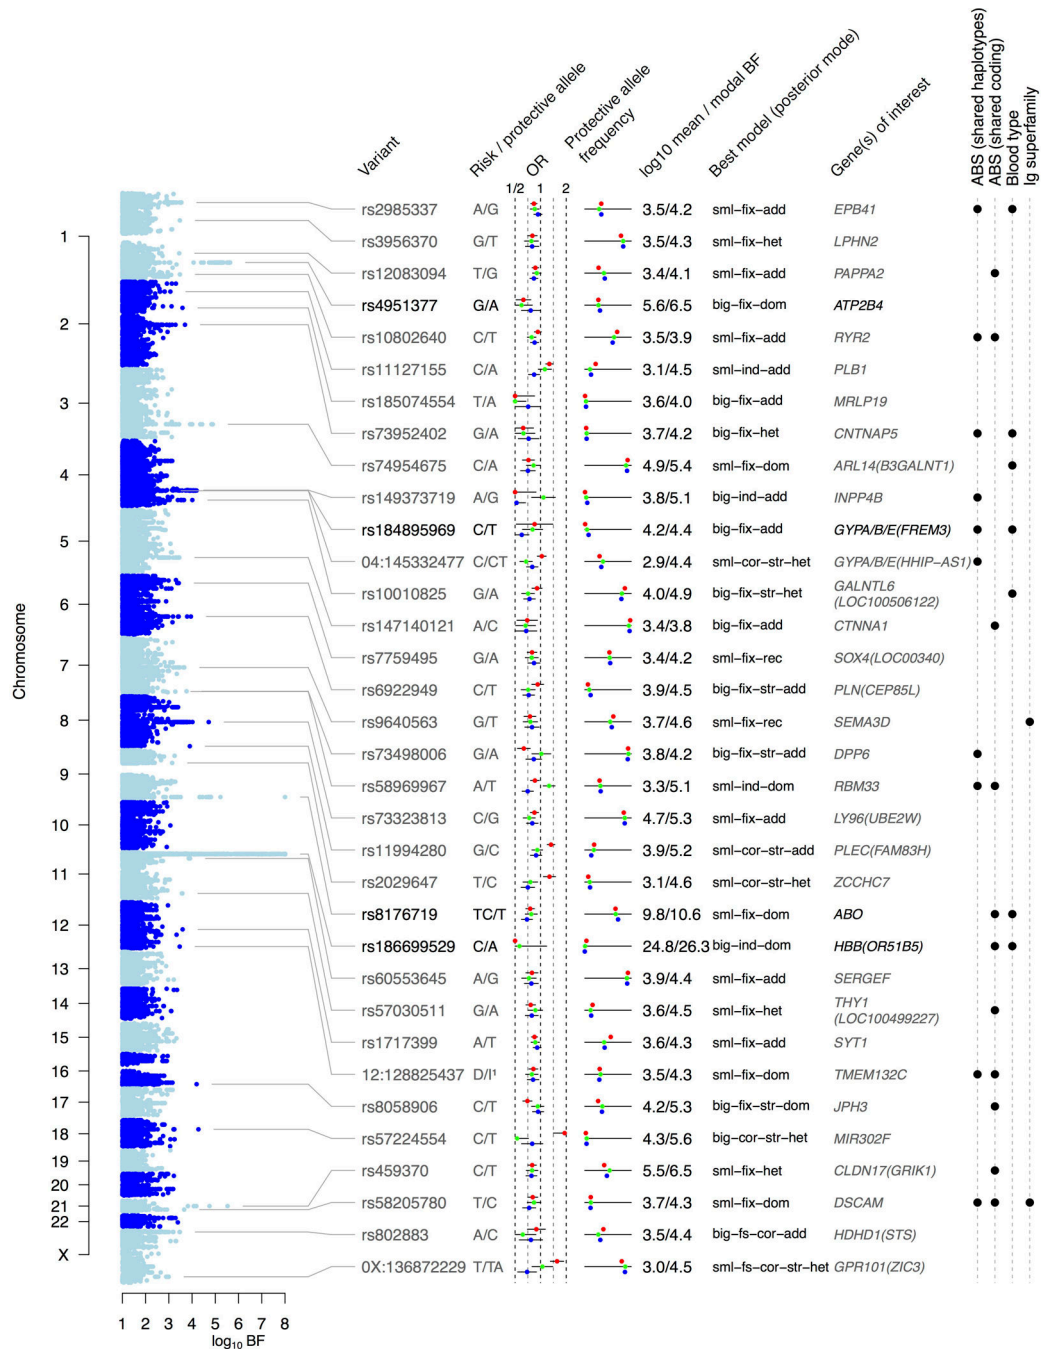 Variant
Risk / protective allele
OR
Protective allele
frequency
log10 mean / modal BF
Best model (posterior mode)
Gene(s) of interest
ABS (shared haplotypes)
ABS (shared coding)
Blood type
Ig superfamily
1/2 1 2
rs2985337 A/G 3.5/4.2 sml−fix−add EPB41
rs3956370 G/T 3.5/4.3 sml−fix−het LPHN2
rs12083094 T/G 3.4/4.1 sml−fix−add PAPPA2
rs4951377 G/A 5.6/6.5 big−fix−dom ATP2B4
rs10802640 C/T 3.5/3.9 sml−fix−add RYR2
rs11127155 C/A 3.1/4.5 sml−ind−add PLB1
rs185074554 T/A 3.6/4.0 big−fix−add MRLP19
rs73952402 G/A 3.7/4.2 big−fix−het CNTNAP5
rs74954675 C/A 4.9/5.4 sml−fix−dom ARL14(B3GALNT1)
rs149373719 A/G 3.8/5.1 big−ind−add INPP4B
rs184895969 C/T 4.2/4.4 big−fix−add GYPA/B/E(FREM3)
04:145332477 C/CT 2.9/4.4 sml−cor−str−het GYPA/B/E(HHIP−AS1)
rs10010825 G/A 4.0/4.9 big−fix−str−het GALNTL6
(LOC100506122)
rs147140121 A/C 3.4/3.8 big−fix−add CTNNA1
rs7759495 G/A 3.4/4.2 sml−fix−rec SOX4(LOC00340)
rs6922949 C/T 3.9/4.5 big−fix−str−add PLN(CEP85L)
rs9640563 G/T 3.7/4.6 sml−fix−rec SEMA3D
rs73498006 G/A 3.8/4.2 big−fix−str−add DPP6
rs58969967 A/T 3.3/5.1 sml−ind−dom RBM33
rs73323813 C/G 4.7/5.3 sml−fix−add LY96(UBE2W)
rs11994280 G/C 3.9/5.2 sml−cor−str−add PLEC(FAM83H)
rs2029647 T/C 3.1/4.6 sml−cor−str−het ZCCHC7
rs8176719 TC/T 9.8/10.6 sml−fix−dom ABO
rs186699529 C/A 24.8/26.3 big−ind−dom HBB(OR51B5)
rs60553645 A/G 3.9/4.4 sml−fix−add SERGEF
rs57030511 G/A 3.6/4.5 sml−fix−het THY1
(LOC100499227)
rs1717399 A/T 3.6/4.3 sml−fix−add SYT1
12:128825437 D/I¹ 3.5/4.3 sml−fix−dom TMEM132C
rs8058906 C/T 4.2/5.3 big−fix−str−dom JPH3
rs57224554 C/T 4.3/5.6 big−cor−str−het MIR302F
rs459370 C/T 5.5/6.5 sml−fix−het CLDN17(GRIK1)
rs58205780 T/C 3.7/4.3 sml−fix−dom DSCAM
rs802883 A/C 3.5/4.4 big−fs−cor−add HDHD1(STS)
0X:136872229 T/TA 3.0/4.5 sml−fs−cor−str−het GPR101(ZIC3)
Chromosome
1
2
3
4
5
6
7
8
9
10
11
12
13
14
15
16
17
18
19
20
21
22
X
1 2 3 4 5 6 7 8
log₁₀ BF